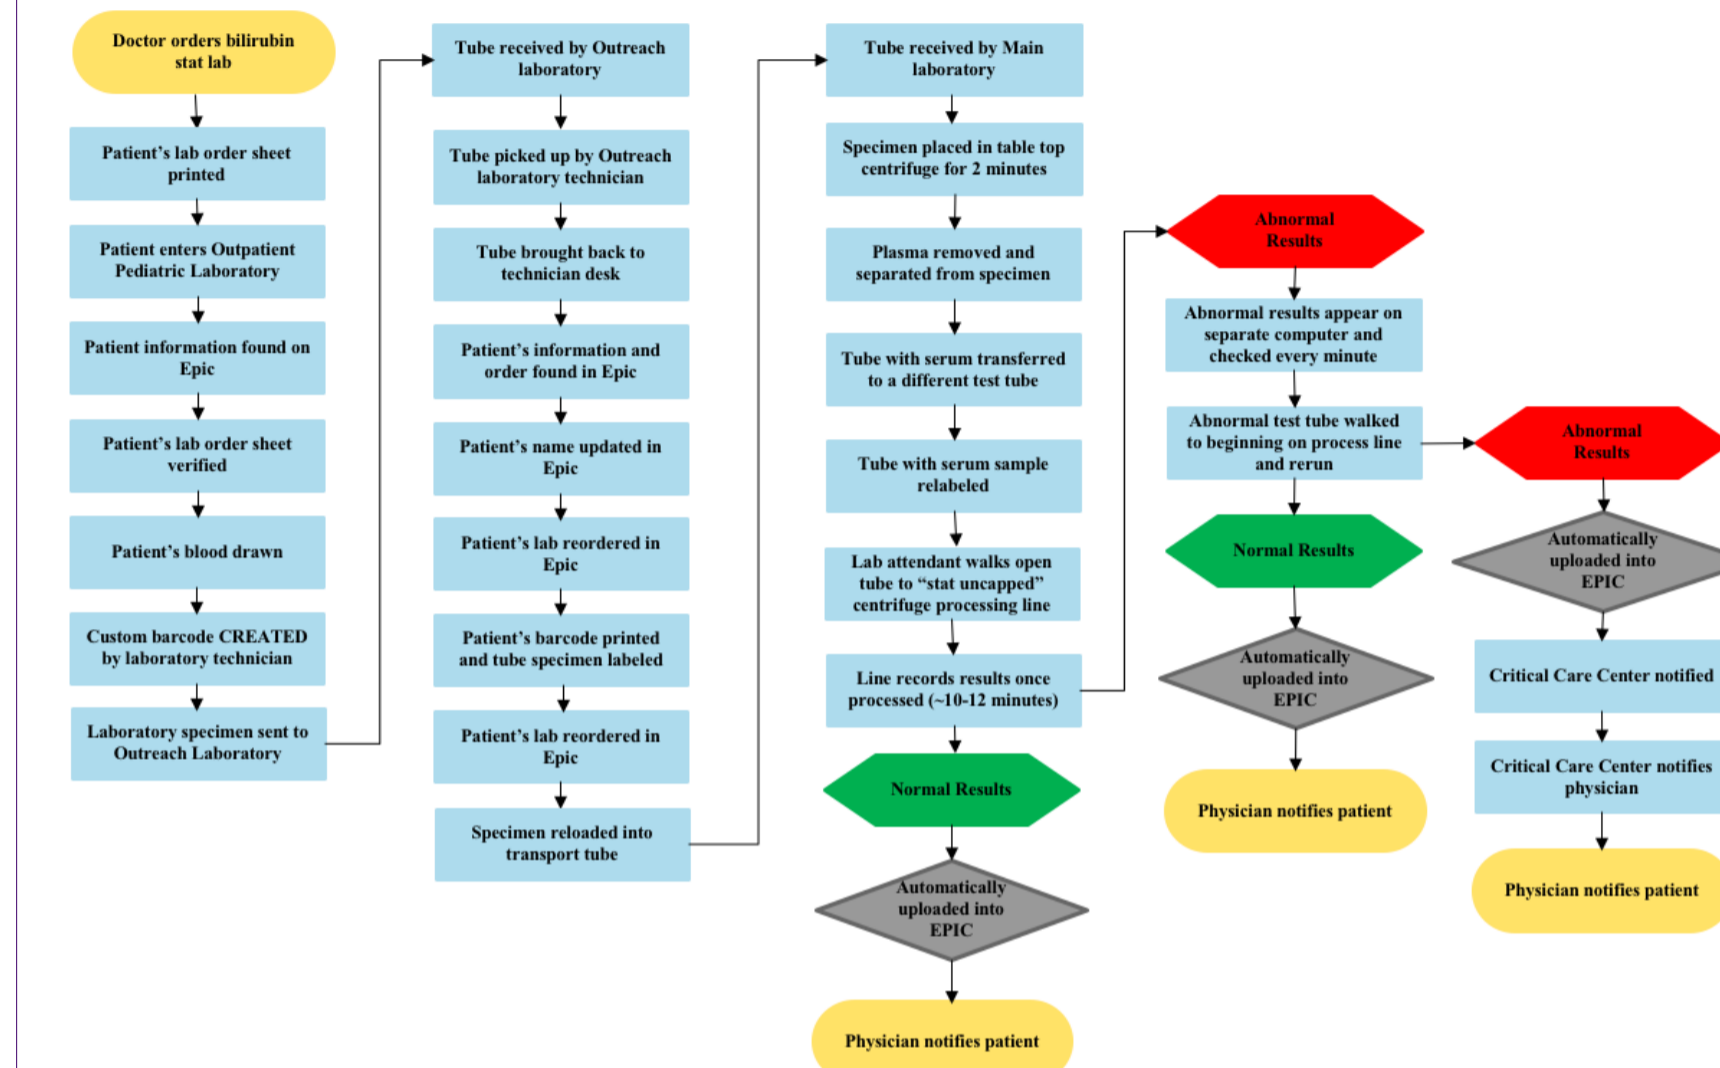 Doctor orders bilirubin
stat lab
Patient's lab order sheet
printed
Patient enters Outpatient
Pediatric Laboratory
Patient information found on
Epic
Patient's lab order sheet
verified
Patient's blood drawn
Custom barcode CREATED
by laboratory technician
Laboratory specimen sent to
Outreach Laboratory
Tube received by Outreach
laboratory
Tube picked up by Outreach
laboratory technician
Tube brought back to
technician desk
Patient's information and
order found in Epic
Patient's name updated in
Epic
Patient's lab reordered in
Epic
Patient's barcode printed
and tube specimen labeled
Patient's lab reordered in
Epic
Specimen reloaded into
transport tube
Tube received by Main
laboratory
Specimen placed in table top
centrifuge for 2 minutes
Plasma removed and
separated from specimen
Tube with serum transferred
to a different test tube
Tube with serum sample
relabeled
Lab attendant walks open
tube to “stat uncapped”
centrifuge processing line
Line records results once
processed (~10-12 minutes)
Normal Results
Automatically
uploaded into
EPIC
Physician notifies patient
Abnormal
Results
Abnormal results appear on
separate computer and
checked every minute
Abnormal test tube walked
to beginning on process line
and rerun
Normal Results
Automatically
uploaded into
EPIC
Physician notifies patient
Abnormal
Results
Automatically
uploaded into
EPIC
Critical Care Center notified
Critical Care Center notifies
physician
Physician notifies patient